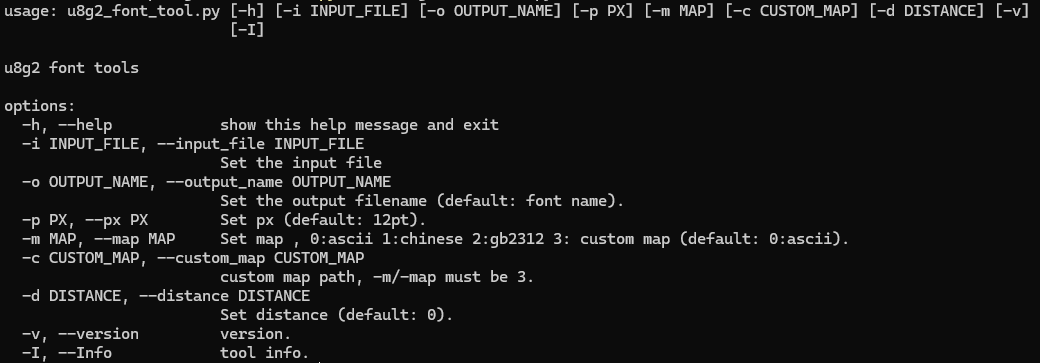 usage: u8g2_font_tool.py [-h] [-i INPUT_FILE] [-o OUTPUT_NAME] [-p PX] [-m MAP] [-c CUSTOM_MAP] [-d DISTANCE] [-v]
                         [-I]

u8g2 font tools

options:
  -h, --help            show this help message and exit
  -i INPUT_FILE, --input_file INPUT_FILE
                        Set the input file
  -o OUTPUT_NAME, --output_name OUTPUT_NAME
                        Set the output filename (default: font name).
  -p PX, --px PX        Set px (default: 12pt).
  -m MAP, --map MAP     Set map , 0:ascii 1:chinese 2:gb2312 3: custom map (default: 0:ascii).
  -c CUSTOM_MAP, --custom_map CUSTOM_MAP
                        custom map path, -m/-map must be 3.
  -d DISTANCE, --distance DISTANCE
                        Set distance (default: 0).
  -v, --version         version.
  -I, --Info            tool info.